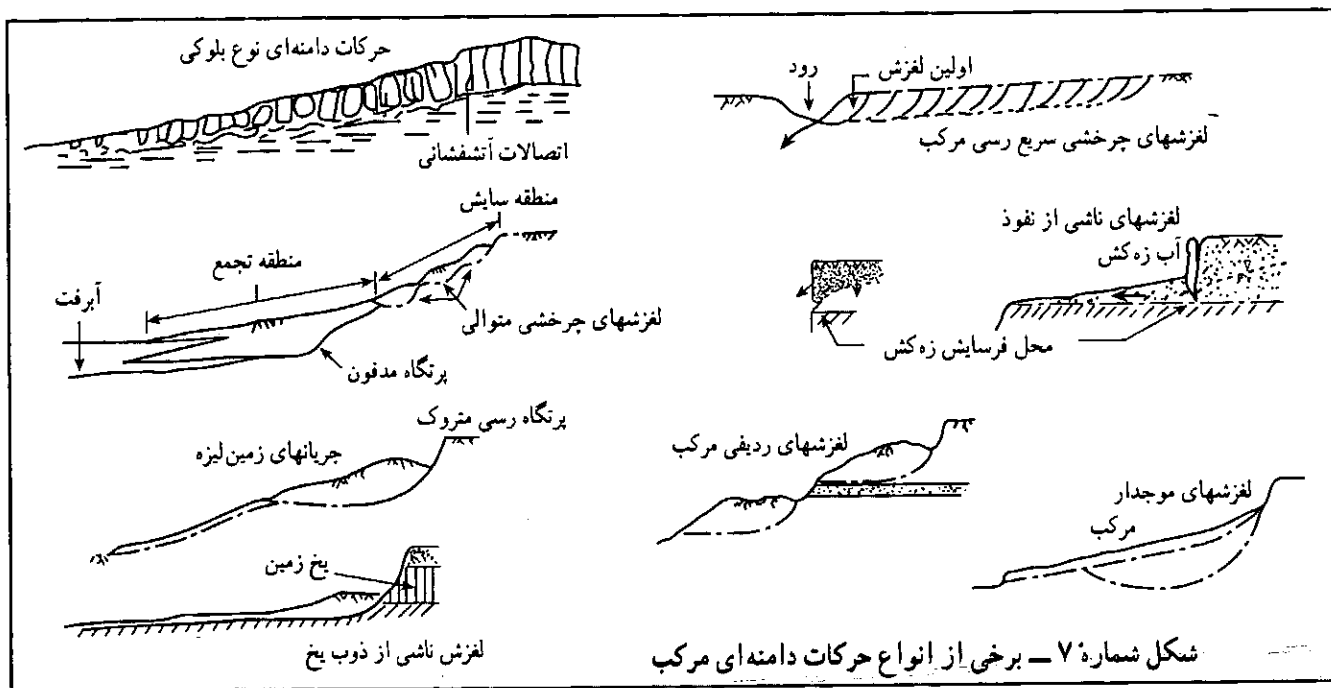 حرکات دامنه‌ای نوع بلوکی
اتصالات آتشفشانی
رود
اولین لغزش
لغزشهای چرخشی سریع رسی مرکب
منطقه سایش
منطقه تجمع
آبرفت
لغزشهای چرخشی متوالی
پرتگاه مدفون
لغزشهای ناشی از نفوذ
آب زه‌کش
محل فرسایش زه‌کش
پرتگاه رسی متروک
جریانهای زمین‌لیزه
لغزشهای ردیفی مرکب
لغزشهای موجدار
مرکب
یخ زمین
لغزش ناشی از ذوب یخ
شکل شمارهٔ ۷ ــ برخی از انواع حرکات دامنه‌ای مرکب